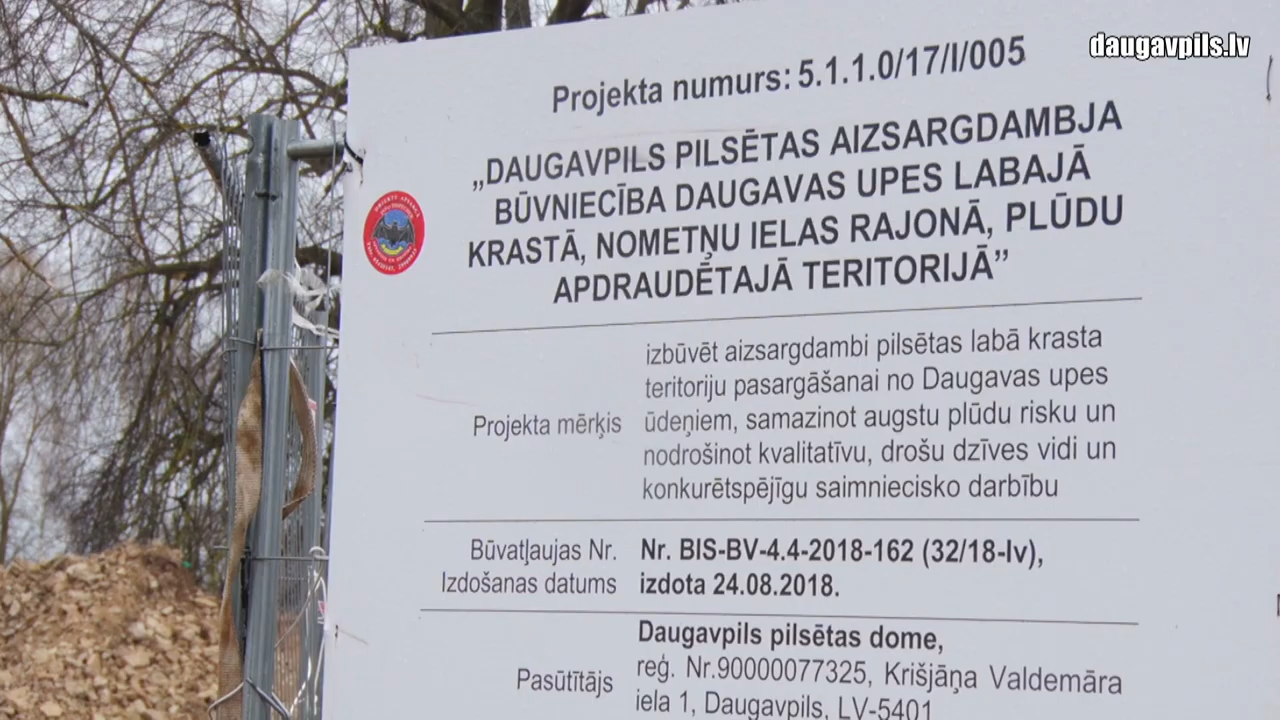 daugavpils.lv
Projekta numurs: 5.1.1.0/17/I/005
„DAUGAVPILS PILSĒTAS AIZSARGDAMBJA
BŪVNIECĪBA DAUGAVAS UPES LABAJĀ
KRASTĀ, NOMETŅU IELAS RAJONĀ, PLŪDU
APDRAUDĒTAJĀ TERITORIJĀ”
Projekta mērķis
izbūvēt aizsargdambi pilsētas labā krasta
teritoriju pasargāšanai no Daugavas upes
ūdeņiem, samazinot augstu plūdu risku un
nodrošinot kvalitatīvu, drošu dzīves vidi un
konkurētspējīgu saimniecisko darbību
Būvatļaujas Nr.
Izdošanas datums
Nr. BIS-BV-4.4-2018-162 (32/18-lv),
izdota 24.08.2018.
Pasūtītājs
Daugavpils pilsētas dome,
reģ. Nr.90000077325, Krišjāņa Valdemāra
iela 1, Daugavpils, LV-5401